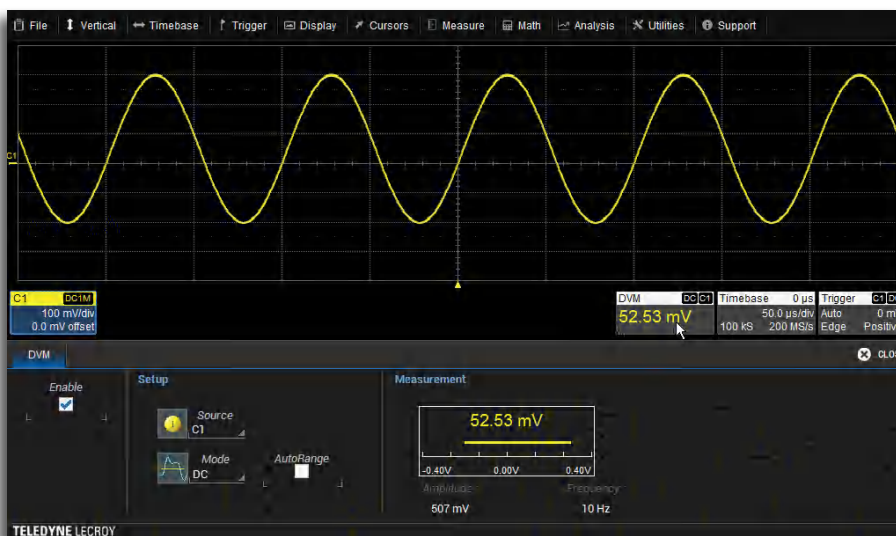 File Vertical Timebase Trigger Display Cursors Measure Math Analysis Utilities Support
C1
C1 DC1M
100 mV/div
0.0 mV offset
DVM DC C1
52.53 mV
Timebase 0 µs
50.0 µs/div
100 kS 200 MS/s
Trigger C1 D
Auto 0 m
Edge Positiv
DVM
CLOS
Enable
Setup
Source
C1
Mode
DC
AutoRange
Measurement
52.53 mV
-0.40V 0.00V 0.40V
Amplitude Frequency
507 mV 10 Hz
TELEDYNE LECROY